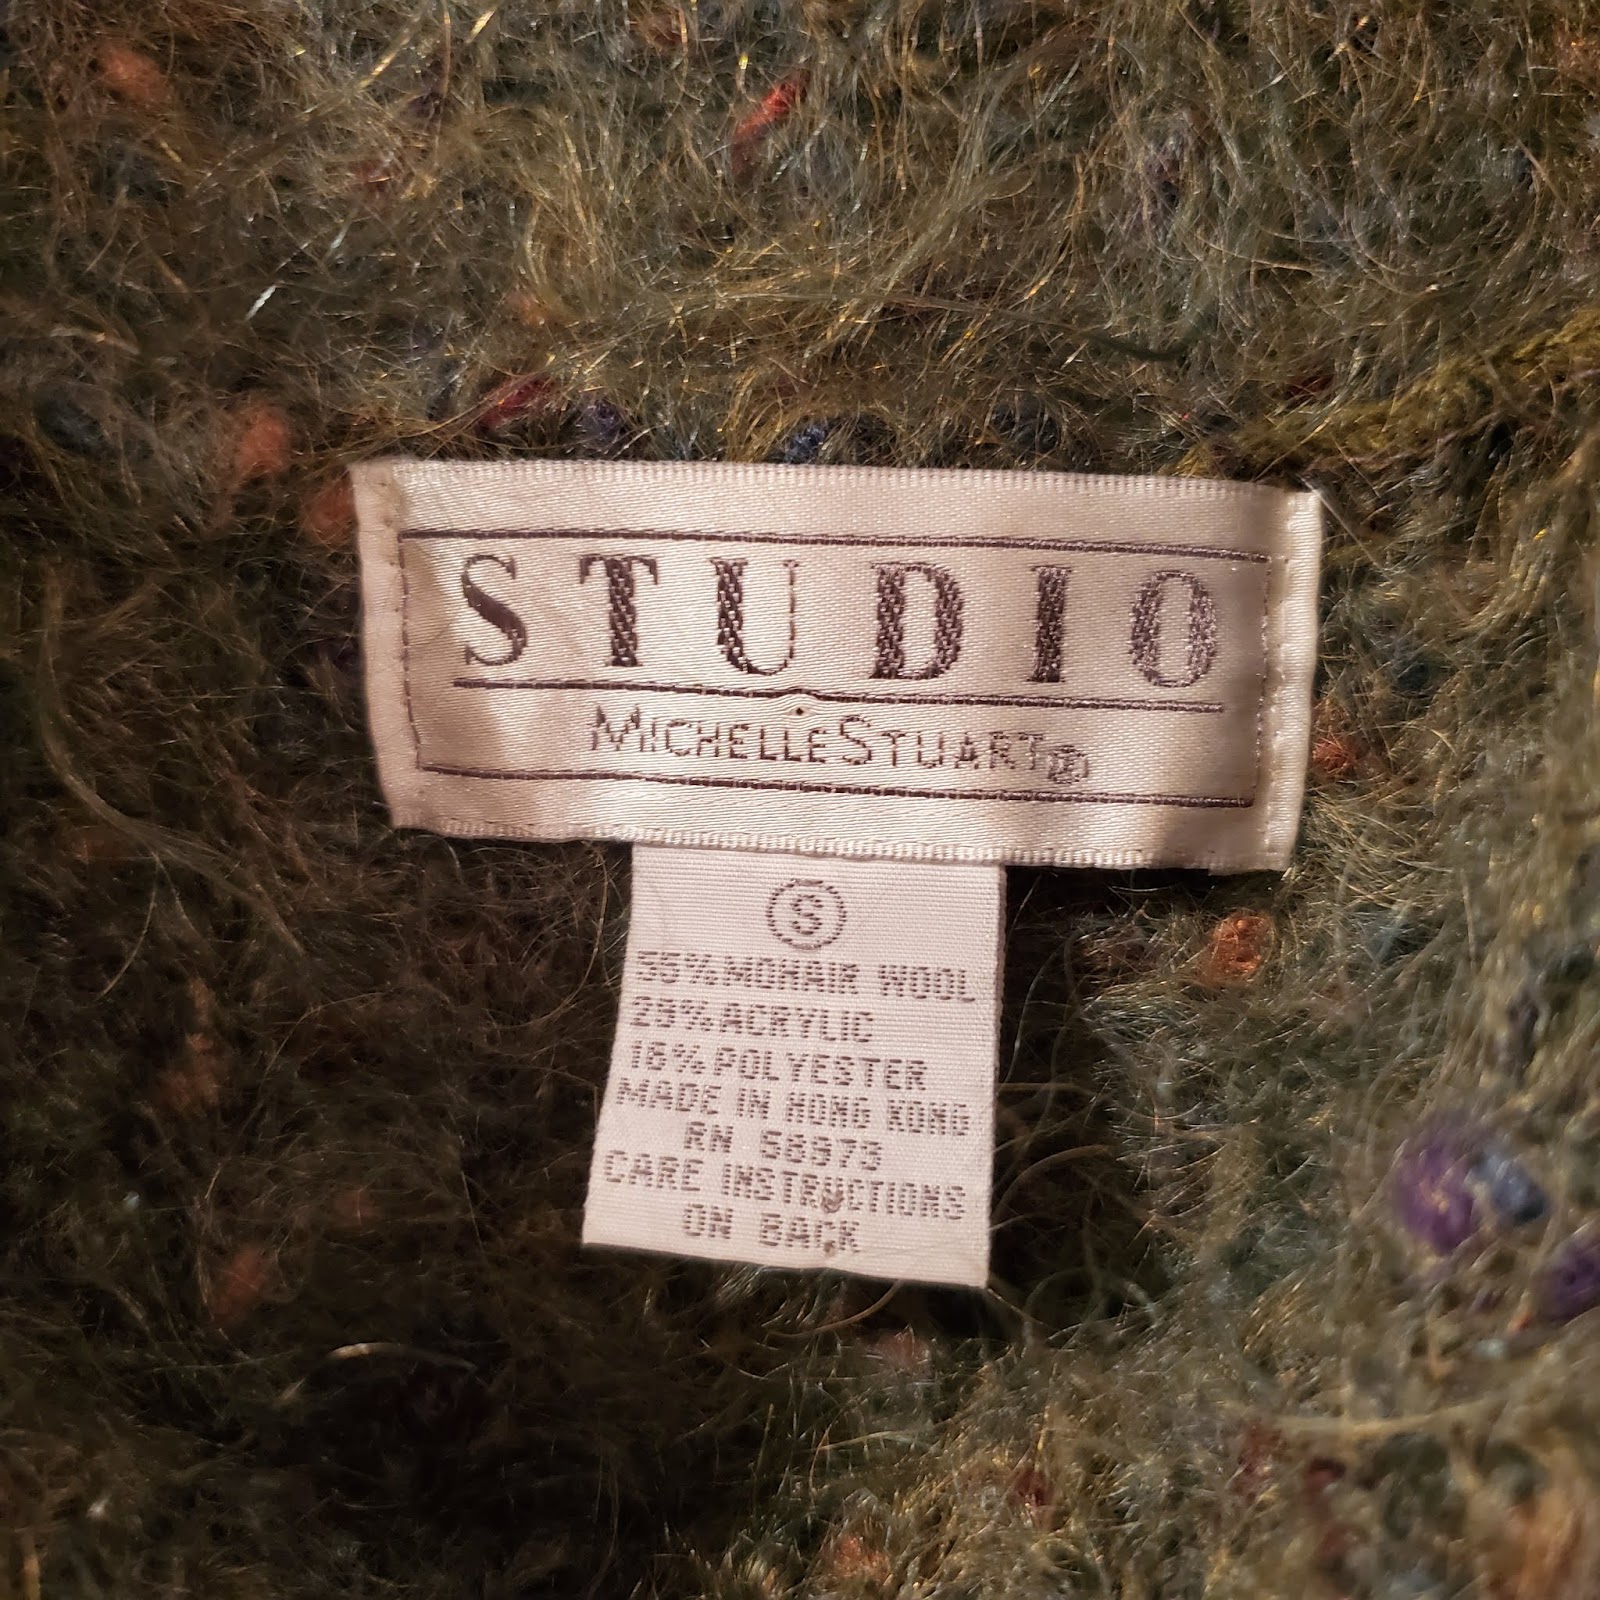 STUDIO
MICHELLE STUART®
S
55% MOHAIR WOOL
29% ACRYLIC
16% POLYESTER
MADE IN HONG KONG
RN 58973
CARE INSTRUCTIONS
ON BACK